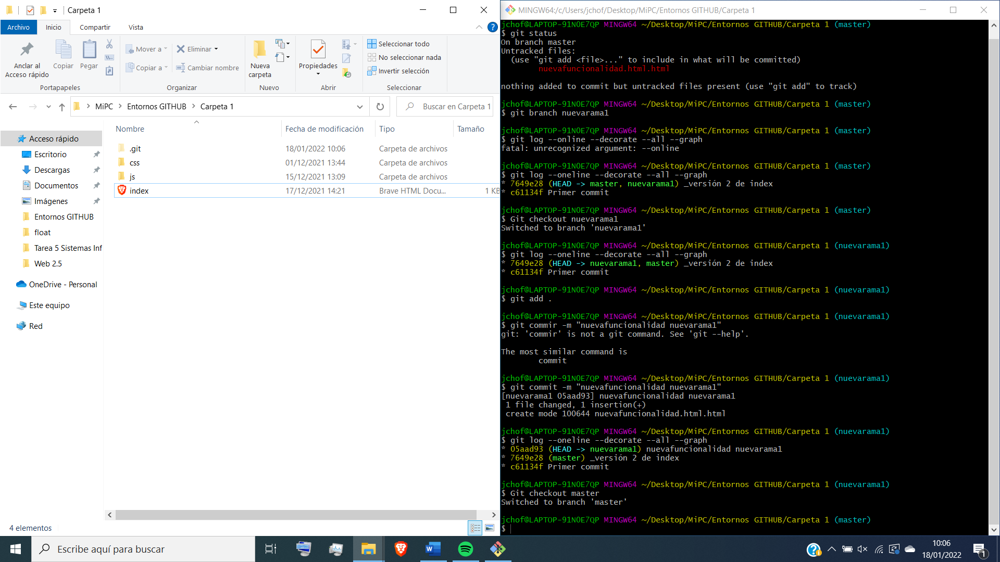 Carpeta 1
Archivo
Inicio
Compartir
Vista
Anclar al
Acceso rápido
Copiar
Pegar
Mover a
Copiar a
Eliminar
Cambiar nombre
Nueva
carpeta
Propiedades
Seleccionar todo
No seleccionar nada
Invertir selección
Portapapeles
Organizar
Nuevo
Abrir
Seleccionar
MiPC
Entornos GITHUB
Carpeta 1
Buscar en Carpeta 1
Nombre
Fecha de modificación
Tipo
Tamaño
.git 18/01/2022 10:06 Carpeta de archivos
css 01/12/2021 13:44 Carpeta de archivos
js 15/12/2021 13:09 Carpeta de archivos
index 17/12/2021 14:21 Brave HTML Docu... 1 KB
Acceso rápido
Escritorio
Descargas
Documentos
Imágenes
Entornos GITHUB
float
Tarea 5 Sistemas Inf
Web 2.5
OneDrive - Personal
Este equipo
Red
4 elementos
MINGW64:/c/Users/jchof/Desktop/MiPC/Entornos GITHUB/Carpeta 1
jchof@LAPTOP-91N0E7QP MINGW64 ~/Desktop/MiPC/Entornos GITHUB/Carpeta 1 (master)
$ git status
On branch master
Untracked files:
  (use "git add <file>..." to include in what will be committed)
        nuevafuncionalidad.html.html
nothing added to commit but untracked files present (use "git add" to track)
jchof@LAPTOP-91N0E7QP MINGW64 ~/Desktop/MiPC/Entornos GITHUB/Carpeta 1 (master)
$ git branch nuevarama1
jchof@LAPTOP-91N0E7QP MINGW64 ~/Desktop/MiPC/Entornos GITHUB/Carpeta 1 (master)
$ git log --online --decorate --all --graph
fatal: unrecognized argument: --online
jchof@LAPTOP-91N0E7QP MINGW64 ~/Desktop/MiPC/Entornos GITHUB/Carpeta 1 (master)
$ git log --oneline --decorate --all --graph
* 7649e28 (HEAD -> master, nuevarama1) _versión 2 de index
* c61134f Primer commit
jchof@LAPTOP-91N0E7QP MINGW64 ~/Desktop/MiPC/Entornos GITHUB/Carpeta 1 (master)
$ Git checkout nuevarama1
Switched to branch 'nuevarama1'
jchof@LAPTOP-91N0E7QP MINGW64 ~/Desktop/MiPC/Entornos GITHUB/Carpeta 1 (nuevarama1)
$ git log --oneline --decorate --all --graph
* 7649e28 (HEAD -> nuevarama1, master) _versión 2 de index
* c61134f Primer commit
jchof@LAPTOP-91N0E7QP MINGW64 ~/Desktop/MiPC/Entornos GITHUB/Carpeta 1 (nuevarama1)
$ git add .
jchof@LAPTOP-91N0E7QP MINGW64 ~/Desktop/MiPC/Entornos GITHUB/Carpeta 1 (nuevarama1)
$ git commir -m "nuevafuncionalidad nuevarama1"
git: 'commir' is not a git command. See 'git --help'.
The most similar command is
        commit
jchof@LAPTOP-91N0E7QP MINGW64 ~/Desktop/MiPC/Entornos GITHUB/Carpeta 1 (nuevarama1)
$ git commit -m "nuevafuncionalidad nuevarama1"
[nuevarama1 05aad93] nuevafuncionalidad nuevarama1
 1 file changed, 1 insertion(+)
 create mode 100644 nuevafuncionalidad.html.html
jchof@LAPTOP-91N0E7QP MINGW64 ~/Desktop/MiPC/Entornos GITHUB/Carpeta 1 (nuevarama1)
$ git log --oneline --decorate --all --graph
* 05aad93 (HEAD -> nuevarama1) nuevafuncionalidad nuevarama1
* 7649e28 (master) _versión 2 de index
* c61134f Primer commit
jchof@LAPTOP-91N0E7QP MINGW64 ~/Desktop/MiPC/Entornos GITHUB/Carpeta 1 (nuevarama1)
$ Git checkout master
Switched to branch 'master'
jchof@LAPTOP-91N0E7QP MINGW64 ~/Desktop/MiPC/Entornos GITHUB/Carpeta 1 (master)
$
Escribe aquí para buscar
10:06
18/01/2022
1